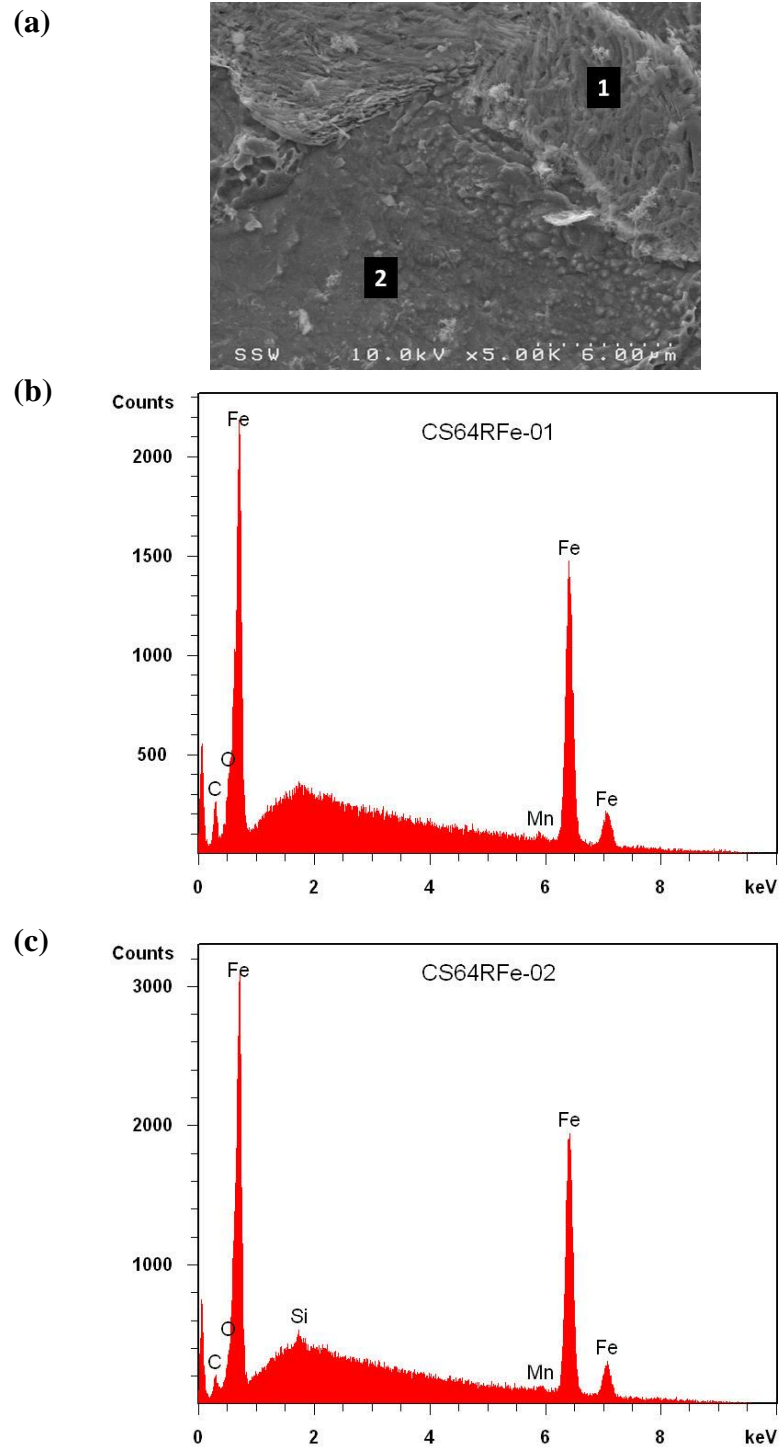 (a)
1
2
SSW 10.0kV x5.00K 6.00µm
(b)
Counts
Fe
CS64RFe-01
2000
1500
Fe
1000
500
O
C
Mn
Fe
0 2 4 6 8 keV
(c)
Counts
Fe
CS64RFe-02
3000
2000
Fe
1000
Si
O
C
Mn
Fe
0 2 4 6 8 keV